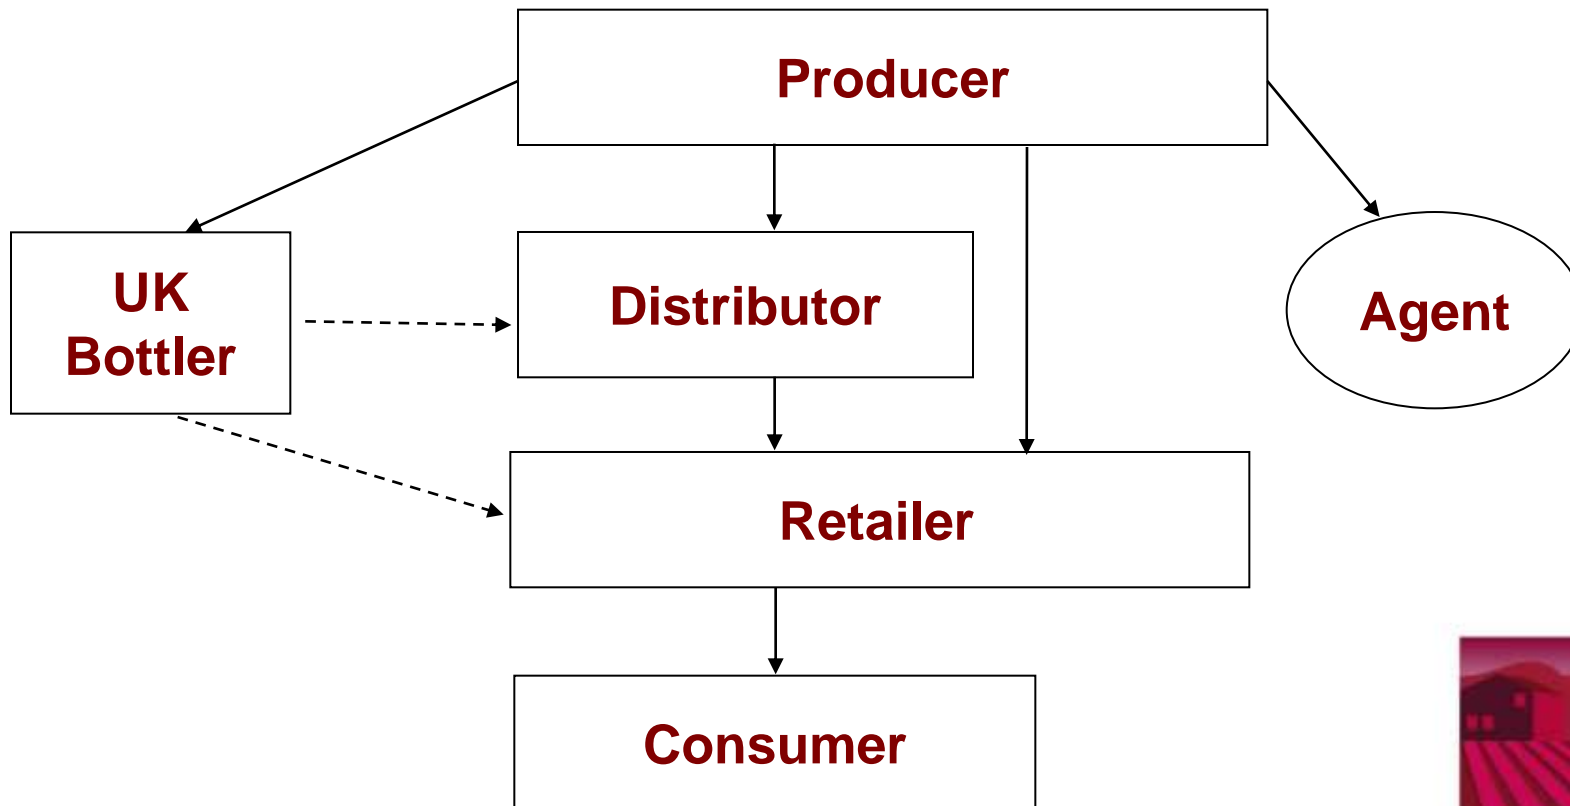 Producer
UK
Bottler
Distributor
Agent
Retailer
Consumer